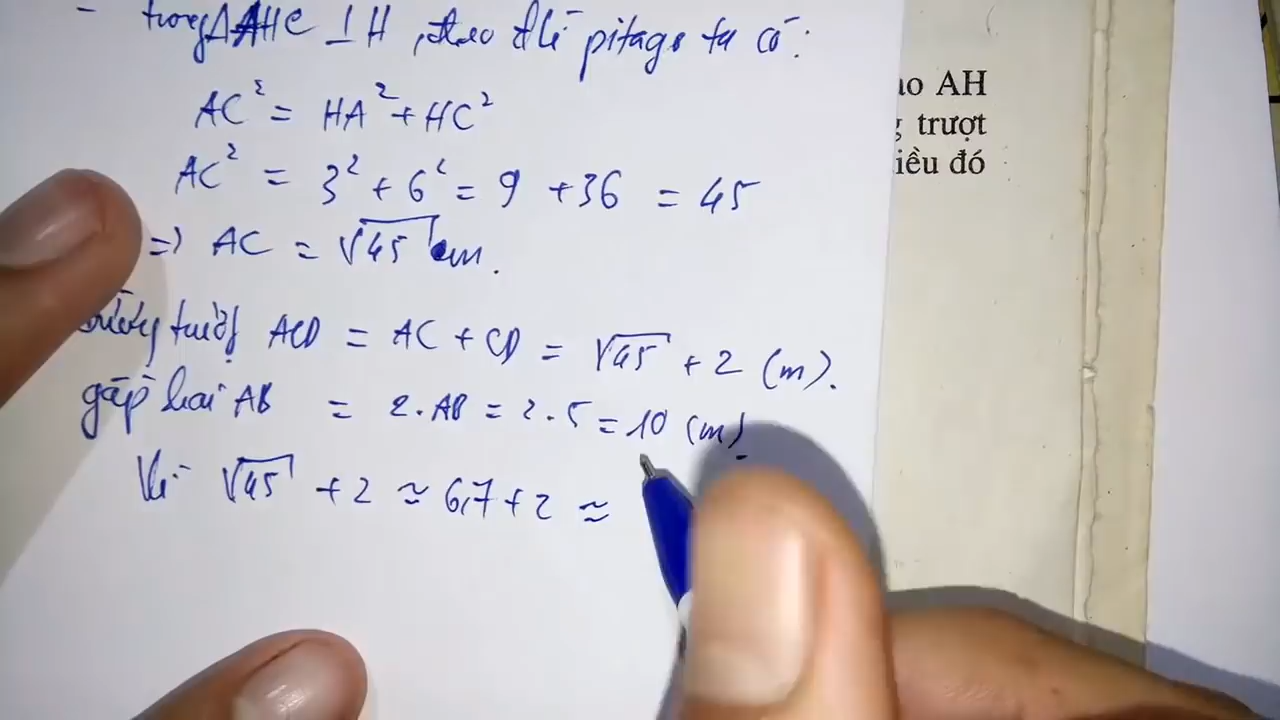 - trong ΔAHC ⊥ H, theo đlí pitago ta có:
AC² = HA² + HC²
AC² = 3² + 6² = 9 + 36 = 45
=> AC = √45 cm.
đường trượt ACD = AC + CD = √45 + 2 (m).
gấp hai AB = 2. AB = 2. 5 = 10 (m).
Vì √45 + 2 ≈ 6,7 + 2 ≈
ao AH
trượt
iều đó